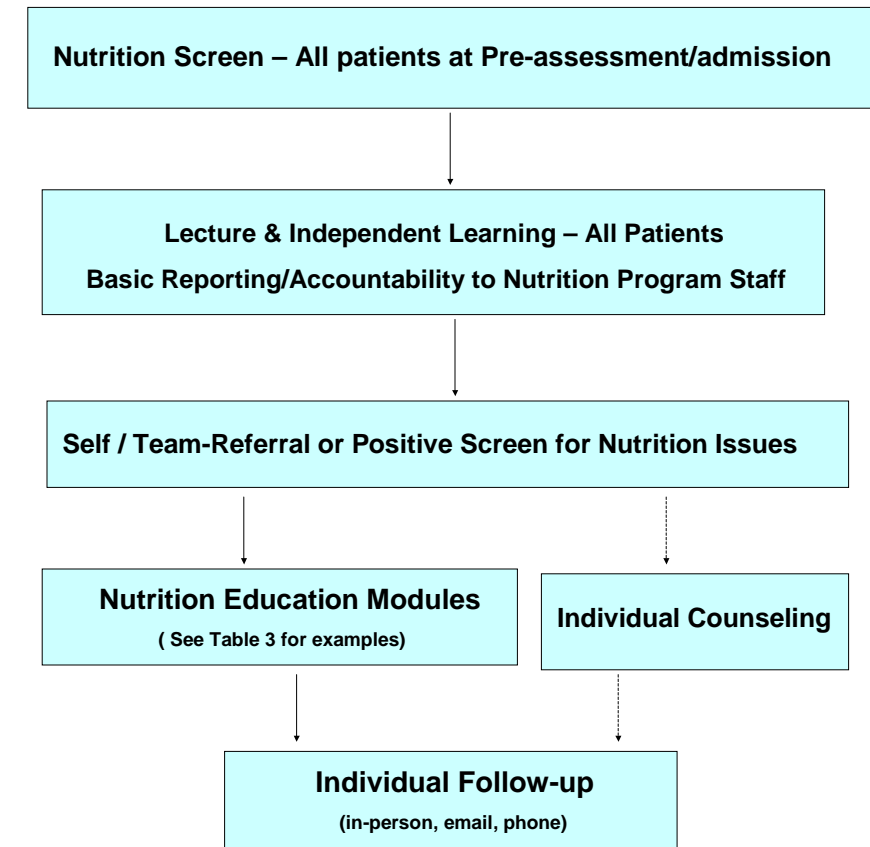 Nutrition Screen – All patients at Pre-assessment/admission
Lecture & Independent Learning – All Patients
Basic Reporting/Accountability to Nutrition Program Staff
Self / Team-Referral or Positive Screen for Nutrition Issues
Nutrition Education Modules
( See Table 3 for examples)
Individual Counseling
Individual Follow-up
(in-person, email, phone)